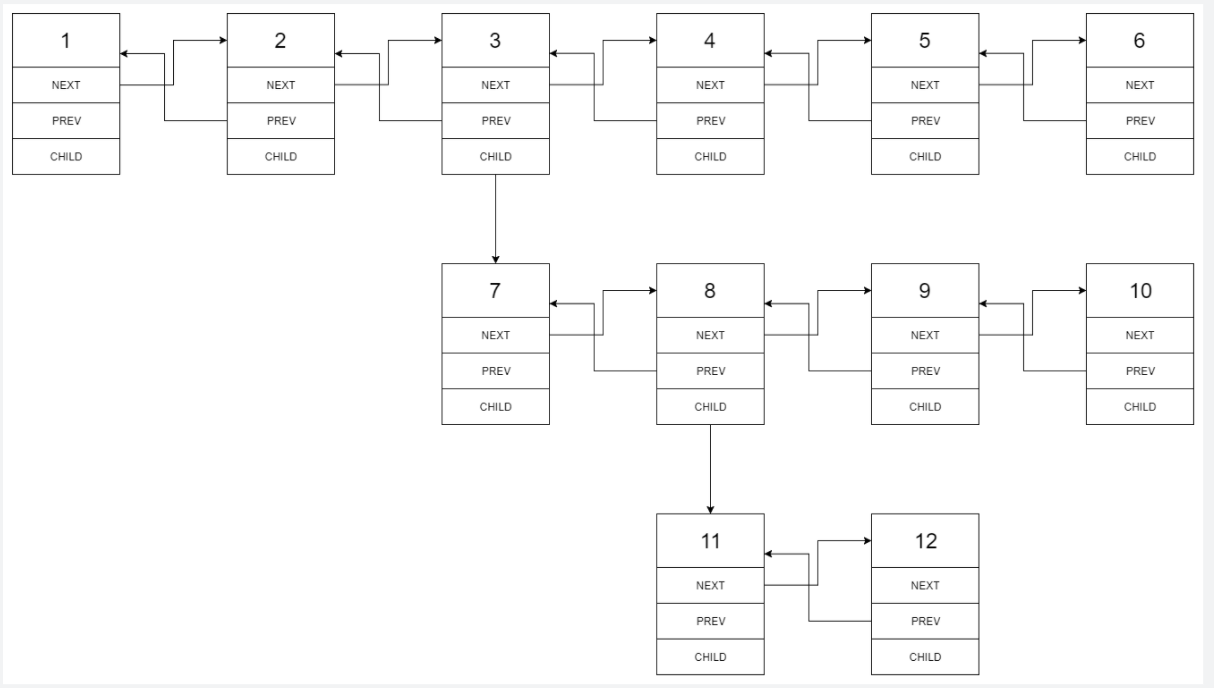 1 2 3 4 5 6
NEXT NEXT NEXT NEXT NEXT NEXT
PREV PREV PREV PREV PREV PREV
CHILD CHILD CHILD CHILD CHILD CHILD
7 8 9 10
NEXT NEXT NEXT NEXT
PREV PREV PREV PREV
CHILD CHILD CHILD CHILD
11 12
NEXT NEXT
PREV PREV
CHILD CHILD